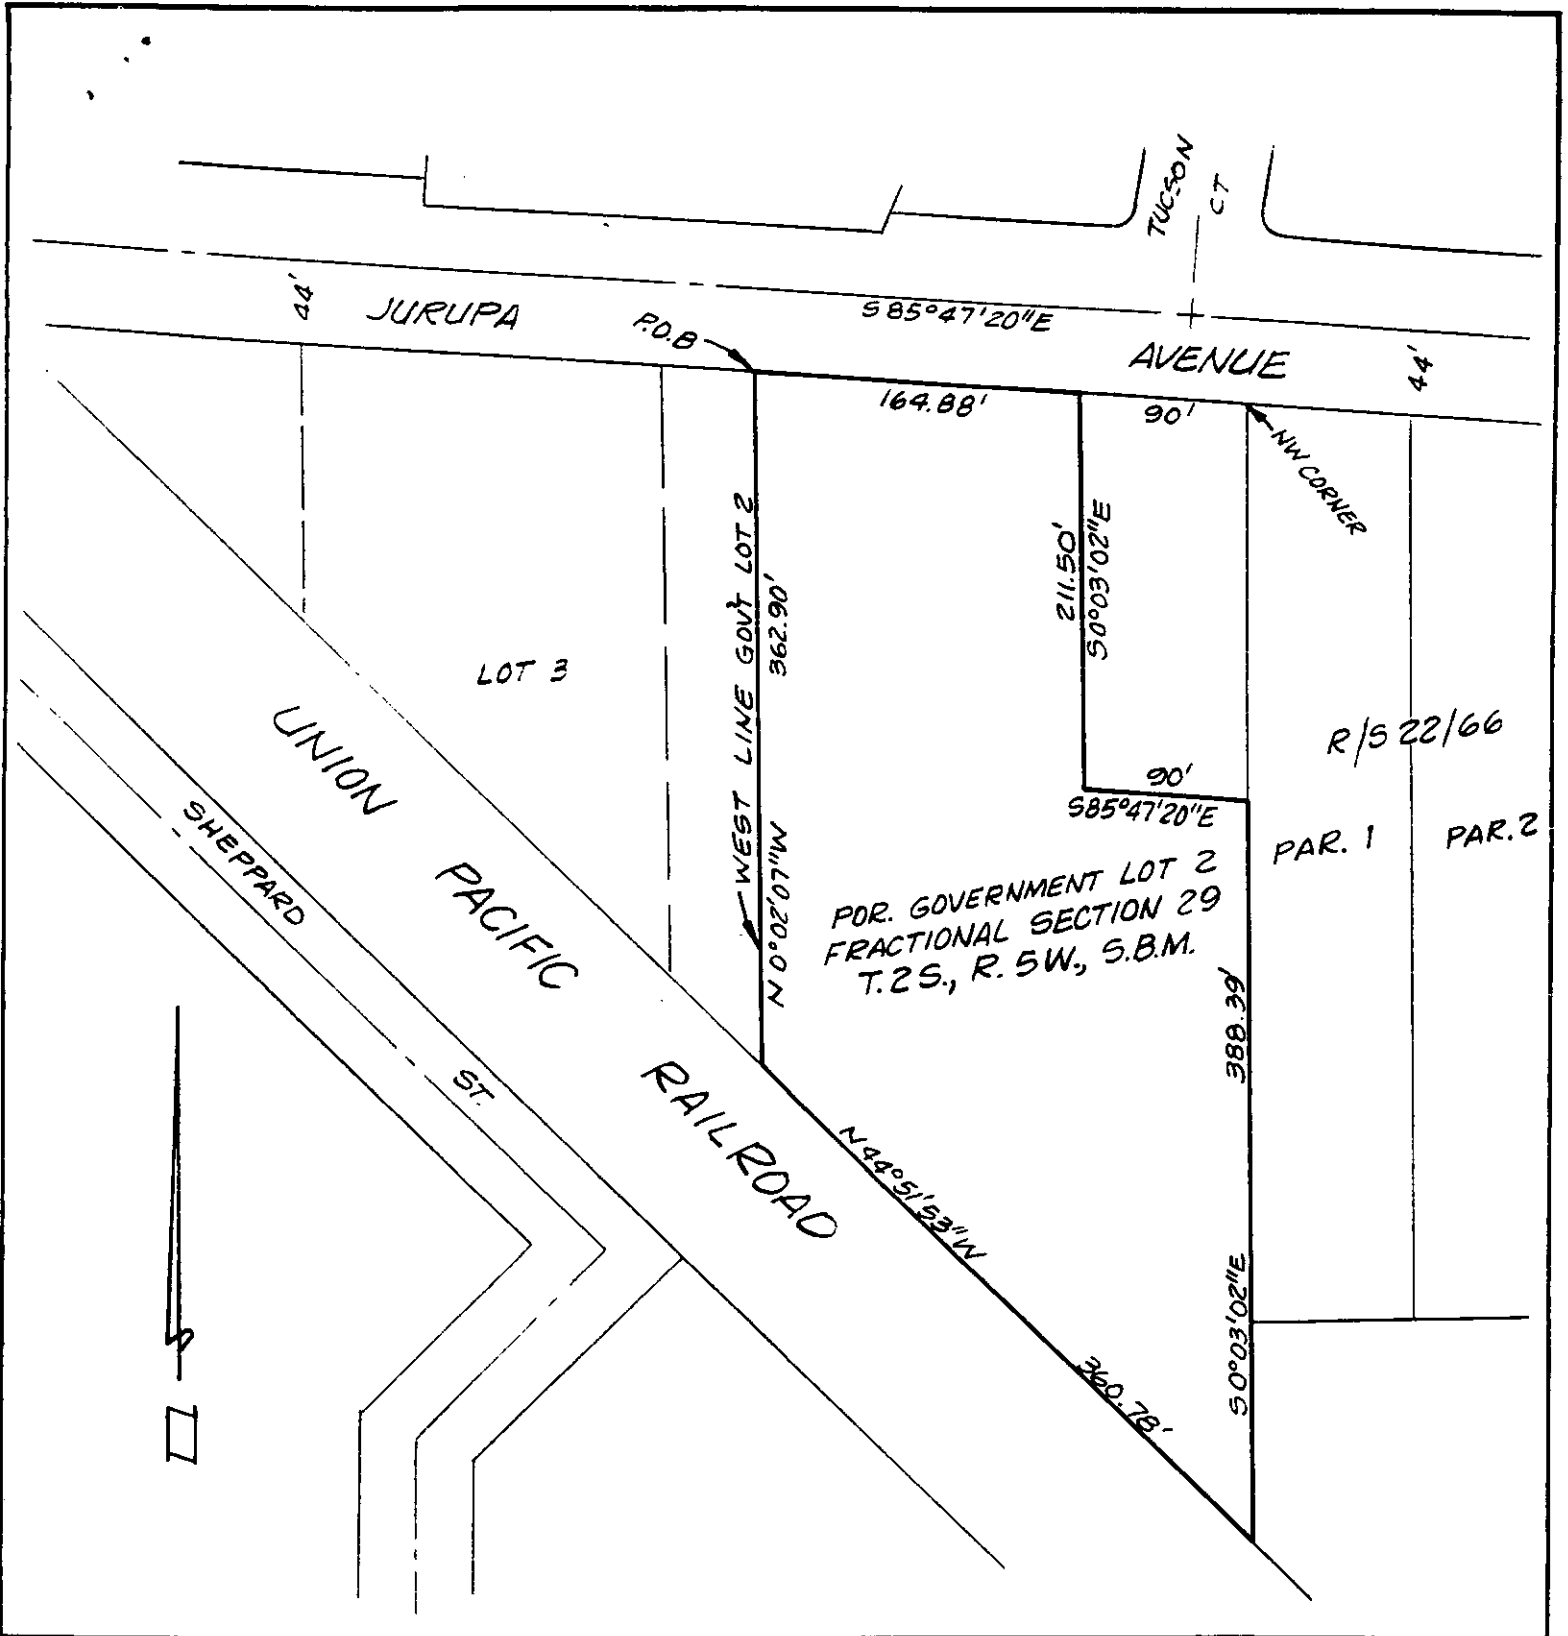 TUCSON
CT
44'
JURUPA
P.O.B
S85°47'20"E
AVENUE
44'
164.88'
90'
NW CORNER
WEST LINE GOV'T LOT 2
362.90'
N0°02'07"W
211.50'
S0°03'02"E
LOT 3
R/S 22/66
90'
S85°47'20"E
PAR. 1
PAR. 2
UNION
PACIFIC
RAILROAD
SHEPPARD
ST.
POR. GOVERNMENT LOT 2
FRACTIONAL SECTION 29
T.2S., R.5W., S.B.M.
388.39'
S0°03'02"E
N44°51'53"W
360.78'